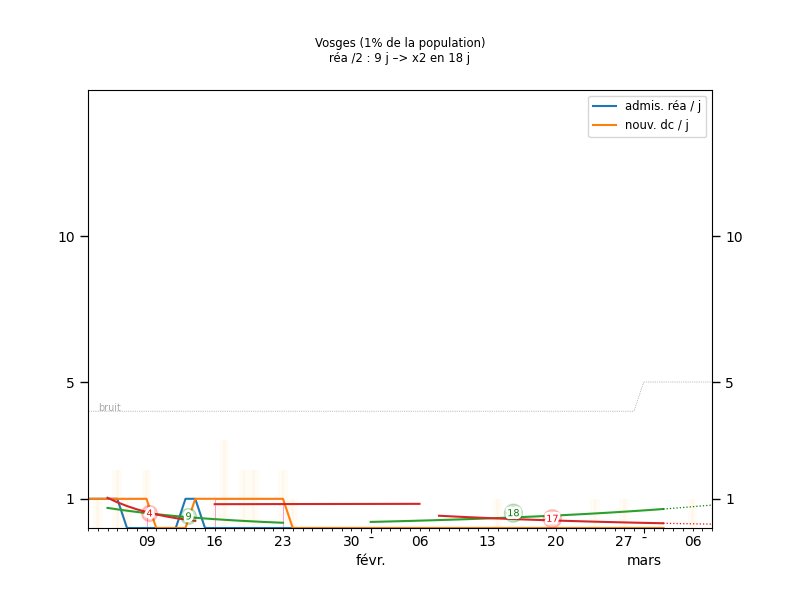 Vosges (1% de la population)
réa /2 : 9 j –> x2 en 18 j
admis. réa / j
nouv. dc / j
10 10
5 5
bruit
1 1
4 9 18 17
09 16 23 30 - 06 13 20 27 - 06
févr. mars